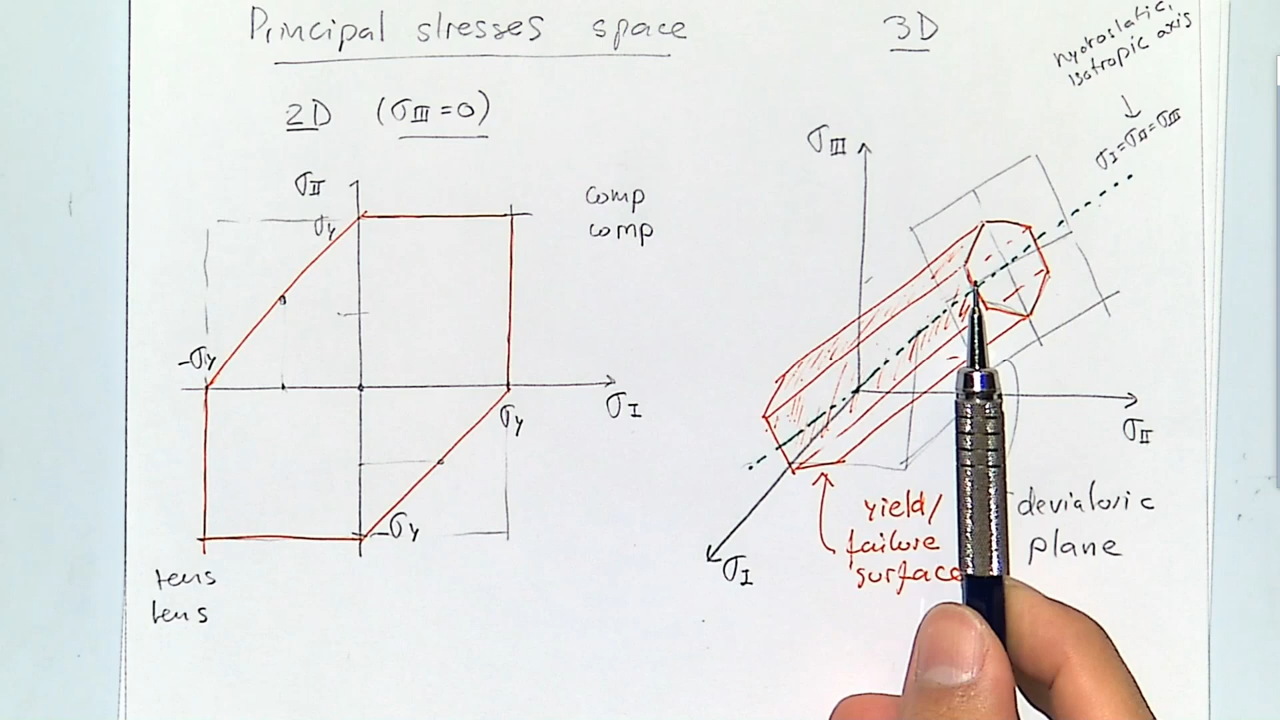 Principal stresses space
3D
hydrostatic,
isotropic axis
2D (σIII=0)
σI=σII=σIII
σIII
σII
σy
comp
comp
-σy
σI
σy
σII
-σy
yield/
failure
surface
deviatoric
plane
σI
tens
tens